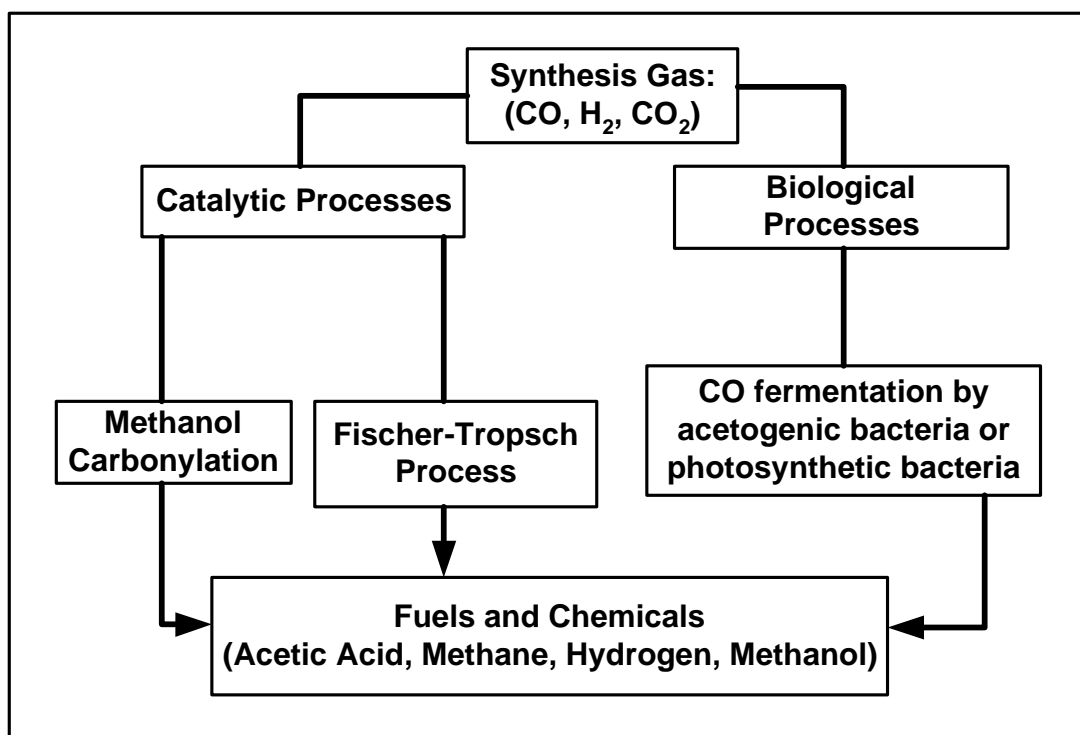 Synthesis Gas:
(CO, H₂, CO₂)
Catalytic Processes
Biological
Processes
Methanol
Carbonylation
Fischer-Tropsch
Process
CO fermentation by
acetogenic bacteria or
photosynthetic bacteria
Fuels and Chemicals
(Acetic Acid, Methane, Hydrogen, Methanol)